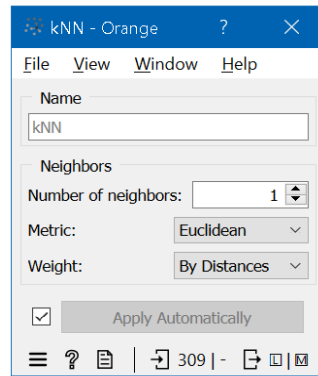 kNN - Orange ? ×
File View Window Help
Name
kNN
Neighbors
Number of neighbors: 1
Metric: Euclidean
Weight: By Distances
Apply Automatically
? 309 | - L | M